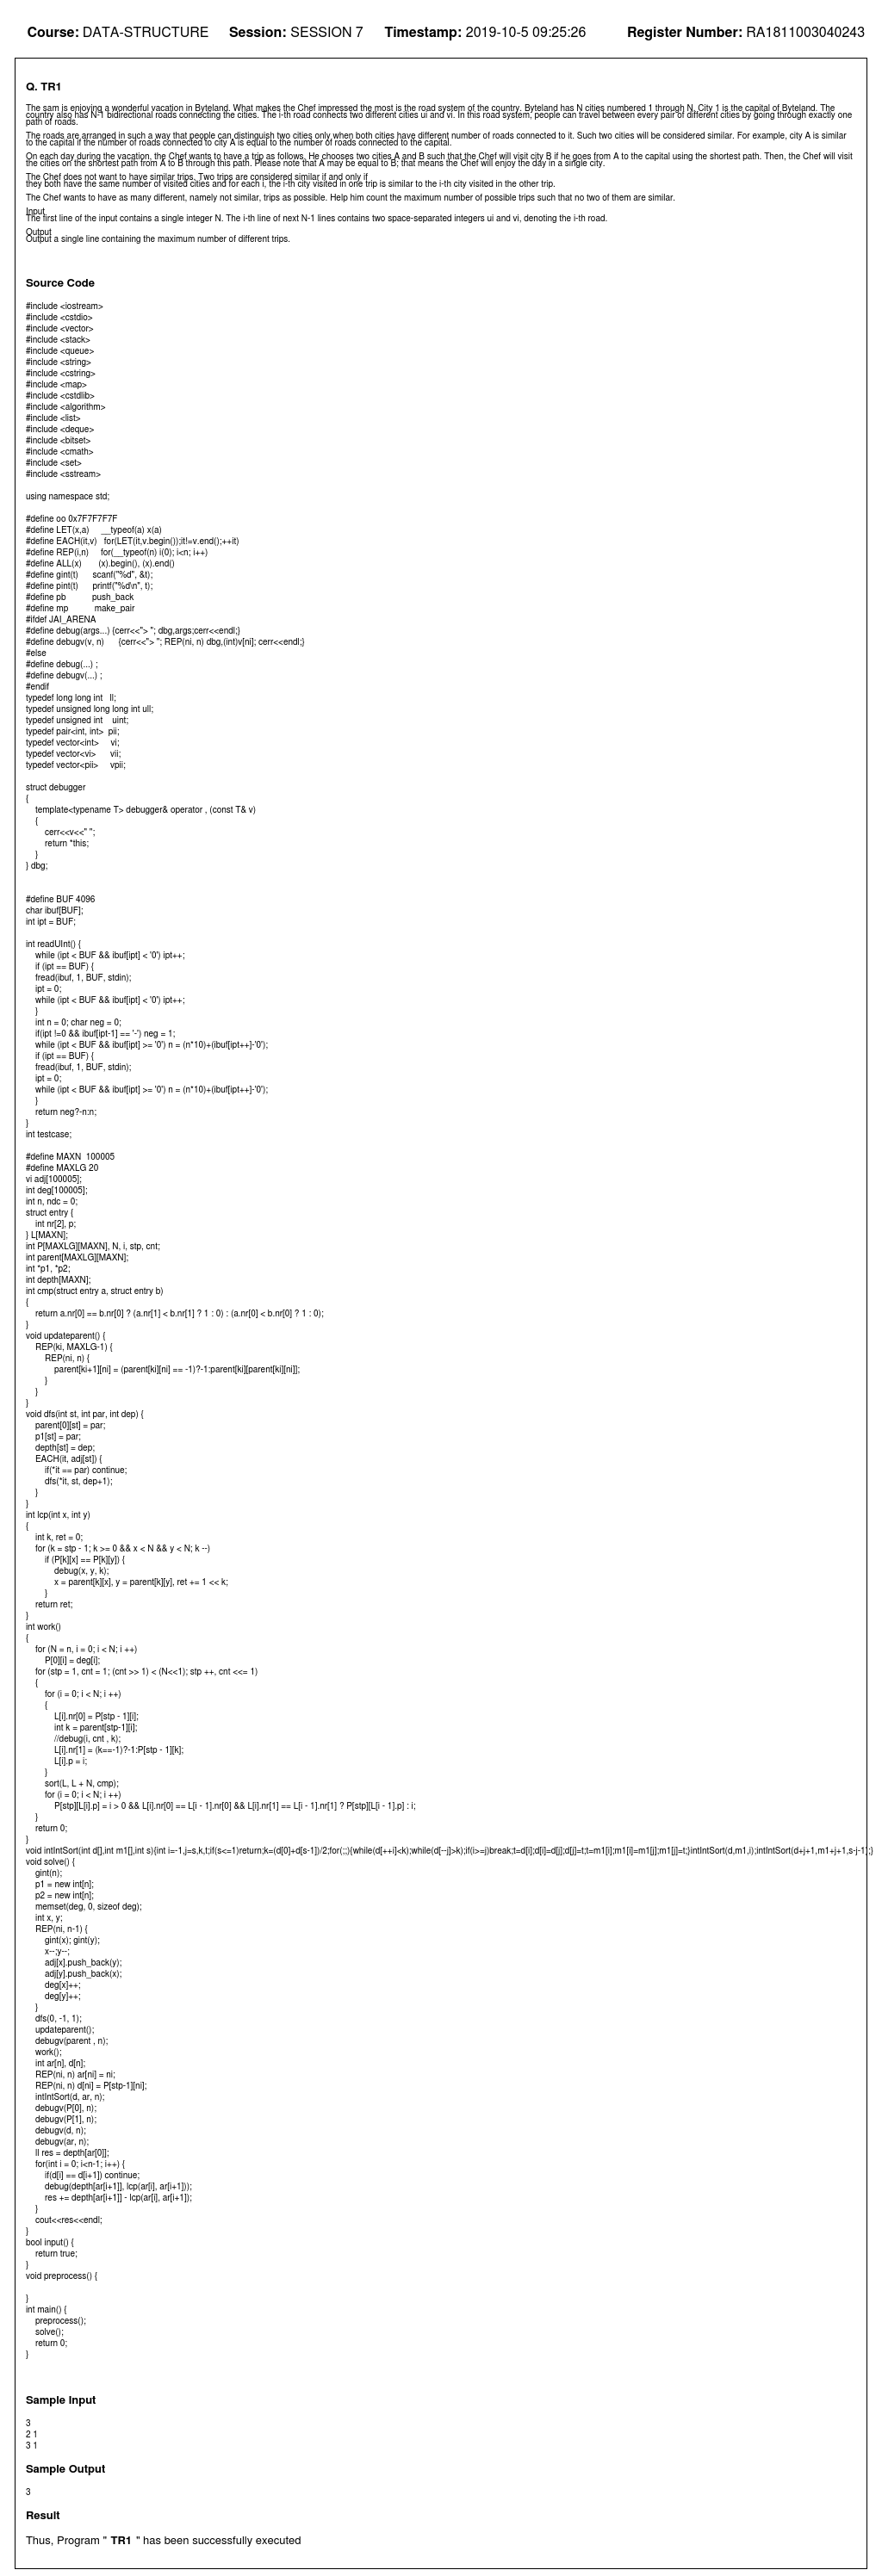 Course: DATA-STRUCTURE Session: SESSION 7 Timestamp: 2019-10-5 09:25:26 Register Number: RA1811003040243
Q. TR1
The sam is enjoying a wonderful vacation in Byteland. What makes the Chef impressed the most is the road system of the country. Byteland has N cities numbered 1 through N. City 1 is the capital of Byteland. The
country also has N-1 bidirectional roads connecting the cities. The i-th road connects two different cities ui and vi. In this road system, people can travel between every pair of different cities by going through exactly one
path of roads.
The roads are arranged in such a way that people can distinguish two cities only when both cities have different number of roads connected to it. Such two cities will be considered similar. For example, city A is similar
to the capital if the number of roads connected to city A is equal to the number of roads connected to the capital.
On each day during the vacation, the Chef wants to have a trip as follows. He chooses two cities A and B such that the Chef will visit city B if he goes from A to the capital using the shortest path. Then, the Chef will visit
the cities on the shortest path from A to B through this path. Please note that A may be equal to B; that means the Chef will enjoy the day in a single city.
The Chef does not want to have similar trips. Two trips are considered similar if and only if
they both have the same number of visited cities and for each i, the i-th city visited in one trip is similar to the i-th city visited in the other trip.
The Chef wants to have as many different, namely not similar, trips as possible. Help him count the maximum number of possible trips such that no two of them are similar.
Input
The first line of the input contains a single integer N. The i-th line of next N-1 lines contains two space-separated integers ui and vi, denoting the i-th road.
Output
Output a single line containing the maximum number of different trips.
Source Code
#include <iostream>
#include <cstdio>
#include <vector>
#include <stack>
#include <queue>
#include <string>
#include <cstring>
#include <map>
#include <cstdlib>
#include <algorithm>
#include <list>
#include <deque>
#include <bitset>
#include <cmath>
#include <set>
#include <sstream>
using namespace std;
#define oo 0x7F7F7F7F
#define LET(x,a) __typeof(a) x(a)
#define EACH(it,v) for(LET(it,v.begin());it!=v.end();++it)
#define REP(i,n) for(__typeof(n) i(0); i<n; i++)
#define ALL(x) (x).begin(), (x).end()
#define gint(t) scanf("%d", &t);
#define pint(t) printf("%d\n", t);
#define pb push_back
#define mp make_pair
#ifdef JAI_ARENA
#define debug(args...) {cerr<<"> "; dbg,args;cerr<<endl;}
#define debugv(v, n) {cerr<<"> "; REP(ni, n) dbg,(int)v[ni]; cerr<<endl;}
#else
#define debug(...) ;
#define debugv(...) ;
#endif
typedef long long int ll;
typedef unsigned long long int ull;
typedef unsigned int uint;
typedef pair<int, int> pii;
typedef vector<int> vi;
typedef vector<vi> vii;
typedef vector<pii> vpii;
struct debugger
{
template<typename T> debugger& operator , (const T& v)
{
cerr<<v<<" ";
return *this;
}
} dbg;
#define BUF 4096
char ibuf[BUF];
int ipt = BUF;
int readUInt() {
while (ipt < BUF && ibuf[ipt] < '0') ipt++;
if (ipt == BUF) {
fread(ibuf, 1, BUF, stdin);
ipt = 0;
while (ipt < BUF && ibuf[ipt] < '0') ipt++;
}
int n = 0; char neg = 0;
if(ipt !=0 && ibuf[ipt-1] == '-') neg = 1;
while (ipt < BUF && ibuf[ipt] >= '0') n = (n*10)+(ibuf[ipt++]-'0');
if (ipt == BUF) {
fread(ibuf, 1, BUF, stdin);
ipt = 0;
while (ipt < BUF && ibuf[ipt] >= '0') n = (n*10)+(ibuf[ipt++]-'0');
}
return neg?-n:n;
}
int testcase;
#define MAXN 100005
#define MAXLG 20
vi adj[100005];
int deg[100005];
int n, ndc = 0;
struct entry {
int nr[2], p;
} L[MAXN];
int P[MAXLG][MAXN], N, i, stp, cnt;
int parent[MAXLG][MAXN];
int *p1, *p2;
int depth[MAXN];
int cmp(struct entry a, struct entry b)
{
return a.nr[0] == b.nr[0] ? (a.nr[1] < b.nr[1] ? 1 : 0) : (a.nr[0] < b.nr[0] ? 1 : 0);
}
void updateparent() {
REP(ki, MAXLG-1) {
REP(ni, n) {
parent[ki+1][ni] = (parent[ki][ni] == -1)?-1:parent[ki][parent[ki][ni]];
}
}
}
void dfs(int st, int par, int dep) {
parent[0][st] = par;
p1[st] = par;
depth[st] = dep;
EACH(it, adj[st]) {
if(*it == par) continue;
dfs(*it, st, dep+1);
}
}
int lcp(int x, int y)
{
int k, ret = 0;
for (k = stp - 1; k >= 0 && x < N && y < N; k --)
if (P[k][x] == P[k][y]) {
debug(x, y, k);
x = parent[k][x], y = parent[k][y], ret += 1 << k;
}
return ret;
}
int work()
{
for (N = n, i = 0; i < N; i ++)
P[0][i] = deg[i];
for (stp = 1, cnt = 1; (cnt >> 1) < (N<<1); stp ++, cnt <<= 1)
{
for (i = 0; i < N; i ++)
{
L[i].nr[0] = P[stp - 1][i];
int k = parent[stp-1][i];
//debug(i, cnt , k);
L[i].nr[1] = (k==-1)?-1:P[stp - 1][k];
L[i].p = i;
}
sort(L, L + N, cmp);
for (i = 0; i < N; i ++)
P[stp][L[i].p] = i > 0 && L[i].nr[0] == L[i - 1].nr[0] && L[i].nr[1] == L[i - 1].nr[1] ? P[stp][L[i - 1].p] : i;
}
return 0;
}
void intIntSort(int d[],int m1[],int s){int i=-1,j=s,k,t;if(s<=1)return;k=(d[0]+d[s-1])/2;for(;;){while(d[++i]<k);while(d[--j]>k);if(i>=j)break;t=d[i];d[i]=d[j];d[j]=t;t=m1[i];m1[i]=m1[j];m1[j]=t;}intIntSort(d,m1,i);intIntSort(d+j+1,m1+j+1,s-j-1);}
void solve() {
gint(n);
p1 = new int[n];
p2 = new int[n];
memset(deg, 0, sizeof deg);
int x, y;
REP(ni, n-1) {
gint(x); gint(y);
x--;y--;
adj[x].push_back(y);
adj[y].push_back(x);
deg[x]++;
deg[y]++;
}
dfs(0, -1, 1);
updateparent();
debugv(parent , n);
work();
int ar[n], d[n];
REP(ni, n) ar[ni] = ni;
REP(ni, n) d[ni] = P[stp-1][ni];
intIntSort(d, ar, n);
debugv(P[0], n);
debugv(P[1], n);
debugv(d, n);
debugv(ar, n);
ll res = depth[ar[0]];
for(int i = 0; i<n-1; i++) {
if(d[i] == d[i+1]) continue;
debug(depth[ar[i+1]], lcp(ar[i], ar[i+1]));
res += depth[ar[i+1]] - lcp(ar[i], ar[i+1]);
}
cout<<res<<endl;
}
bool input() {
return true;
}
void preprocess() {
}
int main() {
preprocess();
solve();
return 0;
}
Sample Input
3
2 1
3 1
Sample Output
3
Result
Thus, Program " TR1 " has been successfully executed